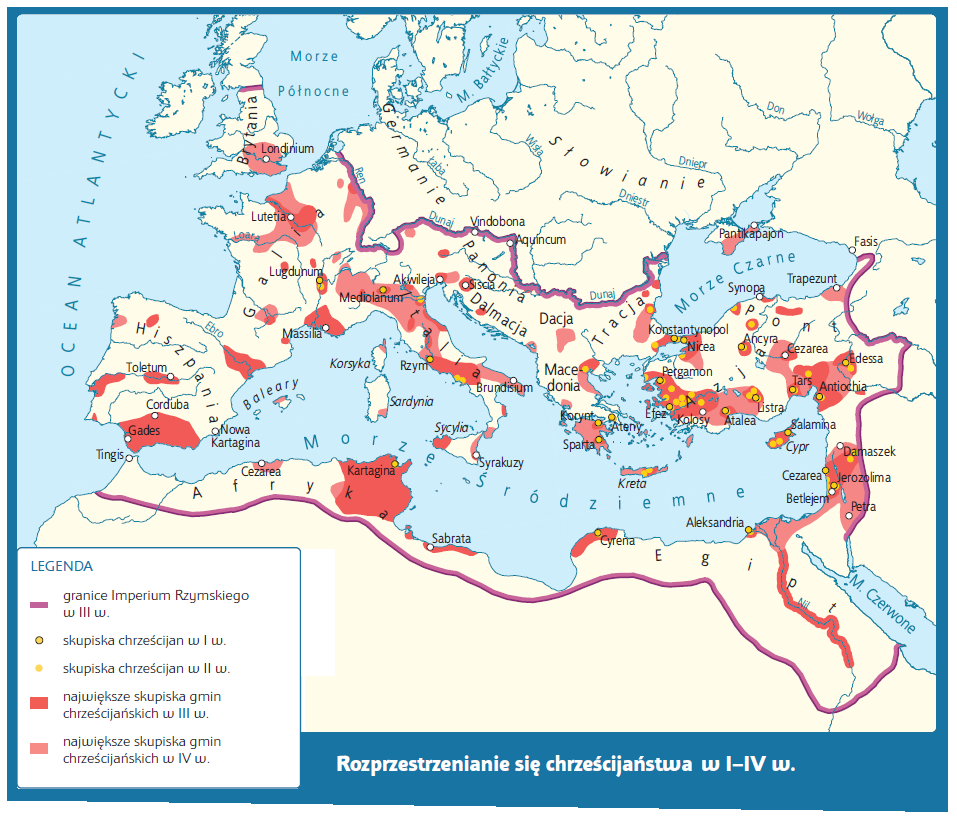 OCEAN ATLANTYCKI
Morze
Północne
M. Bałtyckie
Brytania
Londinium
Germanie
Łaba
Ren
Wisła
Słowianie
Don
Wołga
Dniepr
Dniestr
Lutetia
Loara
Galia
Dunaj
Vindobona
Aquincum
Pantikapajon
Fasis
Lugdunum
Akwileja
Panonia
Siscia
Mediolanum
Dalmacja
Dunaj
Morze Czarne
Trapezunt
Synopa
Hiszpania
Ebro
Massilia
Italia
Dacja
Tracja
Konstantynopol
Nicea
Pont
Ancyra
Cezarea
Edessa
Toletum
Korsyka
Rzym
Macedonia
Pergamon
Azja
Tars
Antiochia
Baleary
Sardynia
Brundisium
Corduba
Gades
Nowa
Kartagina
Korynt
Ateny
Efez
Kolosy
Atalea
Listra
Salamina
Tingis
Morze Śródziemne
Sycylia
Sparta
Cypr
Damaszek
Cezarea
Kartagina
Syrakuzy
Kreta
Cezarea
Jerozolima
Betlejem
Afryka
Aleksandria
Petra
Sabrata
Cyrena
Egipt
Nil
M. Czerwone
LEGENDA
granice Imperium Rzymskiego
w III w.
skupiska chrześcijan w I w.
skupiska chrześcijan w II w.
największe skupiska gmin
chrześcijańskich w III w.
największe skupiska gmin
chrześcijańskich w IV w.
Rozprzestrzenianie się chrześcijaństwa w I–IV w.